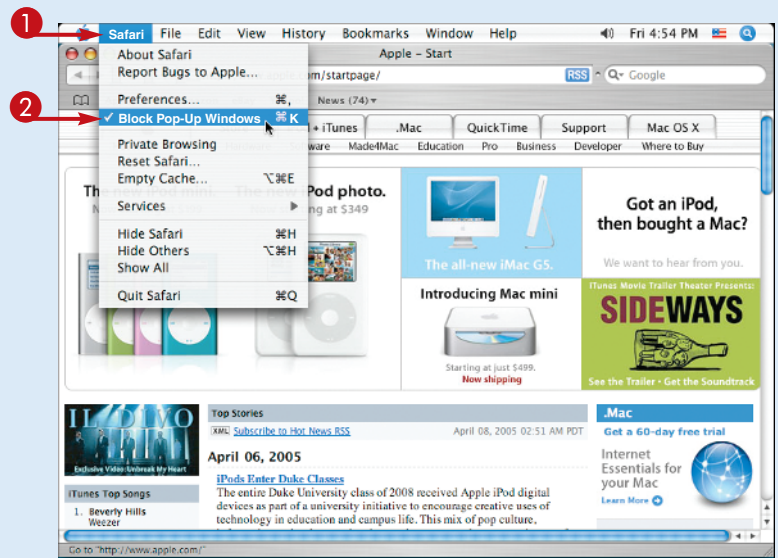 1
Safari File Edit View History Bookmarks Window Help Fri 4:54 PM
Apple – Start
About Safari
Report Bugs to Apple...
m/startpage/
RSS
Google
Preferences... ⌘,
News (74)
2
✓ Block Pop-Up Windows ⌘K
+ iTunes .Mac QuickTime Support Mac OS X
ware Made4Mac Education Pro Business Developer Where to Buy
Private Browsing
Reset Safari...
Empty Cache... ⌥⌘E
Services
Hide Safari ⌘H
Hide Others ⌥⌘H
Show All
Quit Safari ⌘Q
Pod photo.
ng at $349
The all-new iMac G5.
Got an iPod,
then bought a Mac?
We want to hear from you.
Introducing Mac mini
Starting at just $499.
Now shipping
iTunes Movie Trailer Theater Presents:
SIDEWAYS
See the Trailer • Get the Soundtrack
IL DIVO
Exclusive Video: Unbreak My Heart
iTunes Top Songs
1. Beverly Hills
Weezer
Top Stories
XML Subscribe to Hot News RSS April 08, 2005 02:51 AM PDT
April 06, 2005
iPods Enter Duke Classes
The entire Duke University class of 2008 received Apple iPod digital
devices as part of a university initiative to encourage creative uses of
technology in education and campus life. This mix of pop culture,
.Mac
Get a 60-day free trial
Internet
Essentials for
your Mac
Learn More
Go to "http://www.apple.com/"